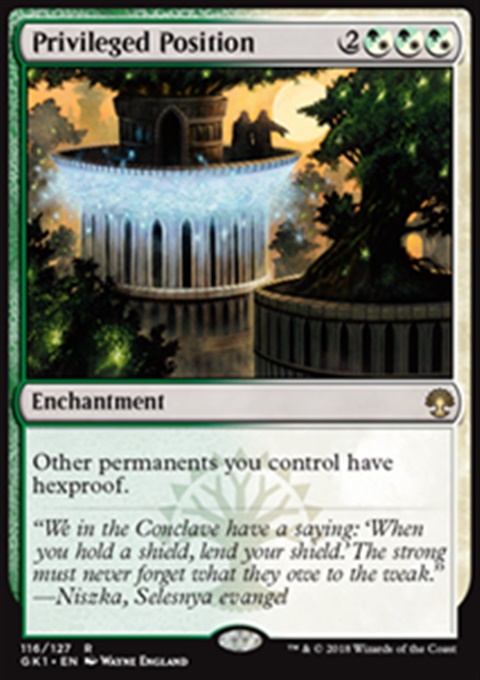 Privileged Position 2
Enchantment
Other permanents you control have
hexproof.
“We in the Conclave have a saying: ‘When
you hold a shield, lend your shield.’ The strong
must never forget what they owe to the weak.”
—Niszka, Selesnya evangel
116/127 R
GK1 • EN Wayne England
™ & © 2018 Wizards of the Coast